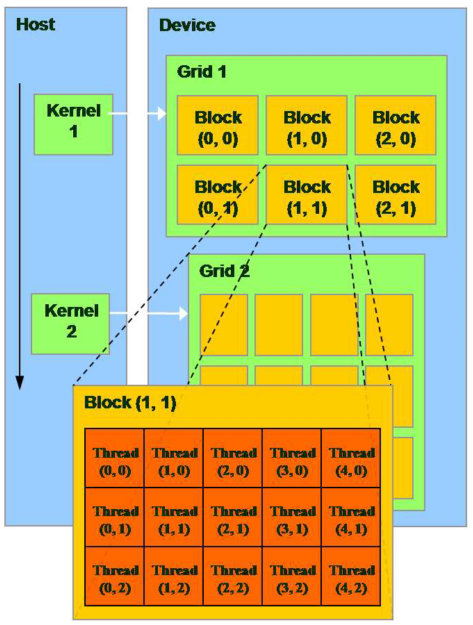 Host
Device
Grid 1
Kernel
1
Block
(0, 0)
Block
(1, 0)
Block
(2, 0)
Block
(0, 1)
Block
(1, 1)
Block
(2, 1)
Grid 2
Kernel
2
Block (1, 1)
Thread
(0, 0)
Thread
(1, 0)
Thread
(2, 0)
Thread
(3, 0)
Thread
(4, 0)
Thread
(0, 1)
Thread
(1, 1)
Thread
(2, 1)
Thread
(3, 1)
Thread
(4, 1)
Thread
(0, 2)
Thread
(1, 2)
Thread
(2, 2)
Thread
(3, 2)
Thread
(4, 2)